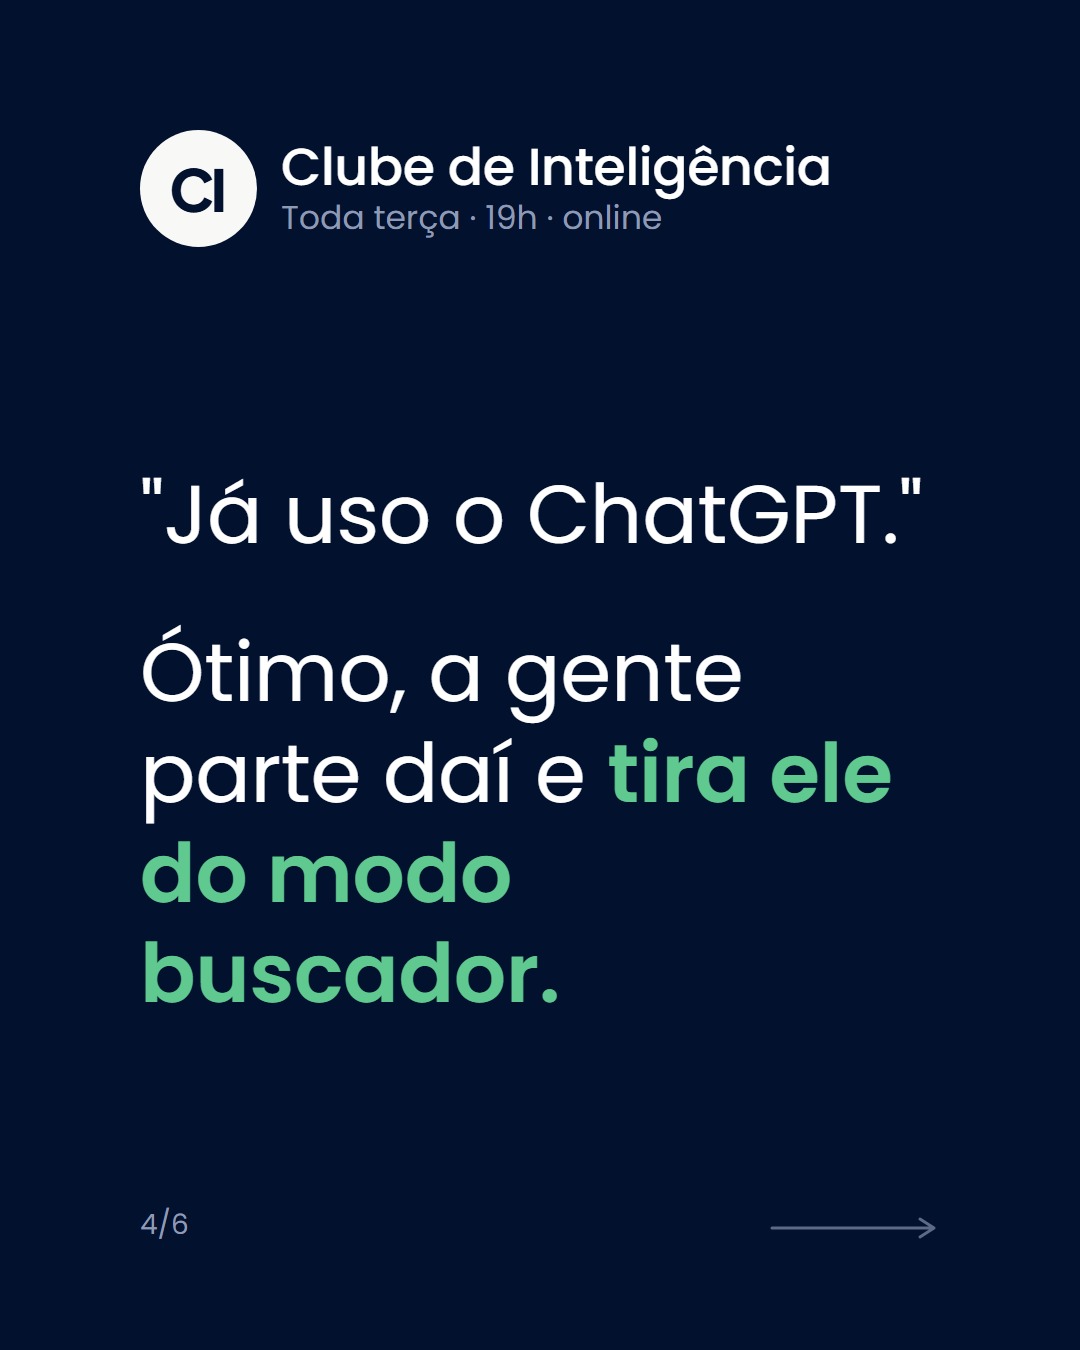 CI
Clube de Inteligência
Toda terça · 19h · online
"Já uso o ChatGPT."
Ótimo, a gente
parte daí e tira ele
do modo
buscador.
4/6